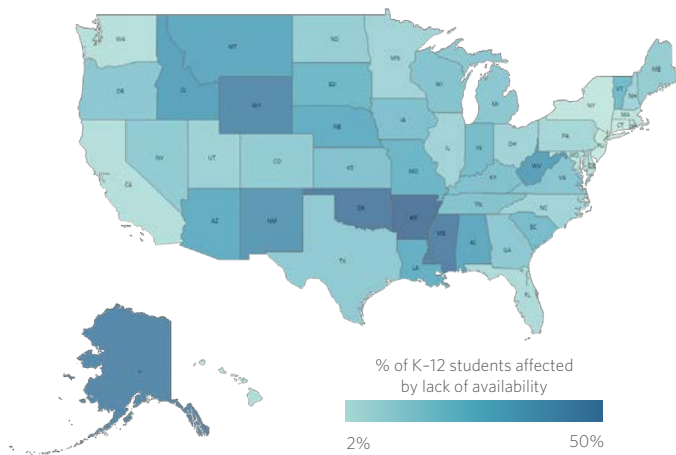 WA
MT
ND
MN
OR
ID
SD
WI
MI
NY
VT
NH
ME
MA
CT
WY
NE
IA
PA
NJ
NV
UT
CO
IL
IN
OH
WV
VA
CA
KS
MO
KY
NC
TN
AZ
NM
OK
AR
SC
MS
AL
GA
TX
LA
FL
% of K–12 students affected
by lack of availability
2%
50%